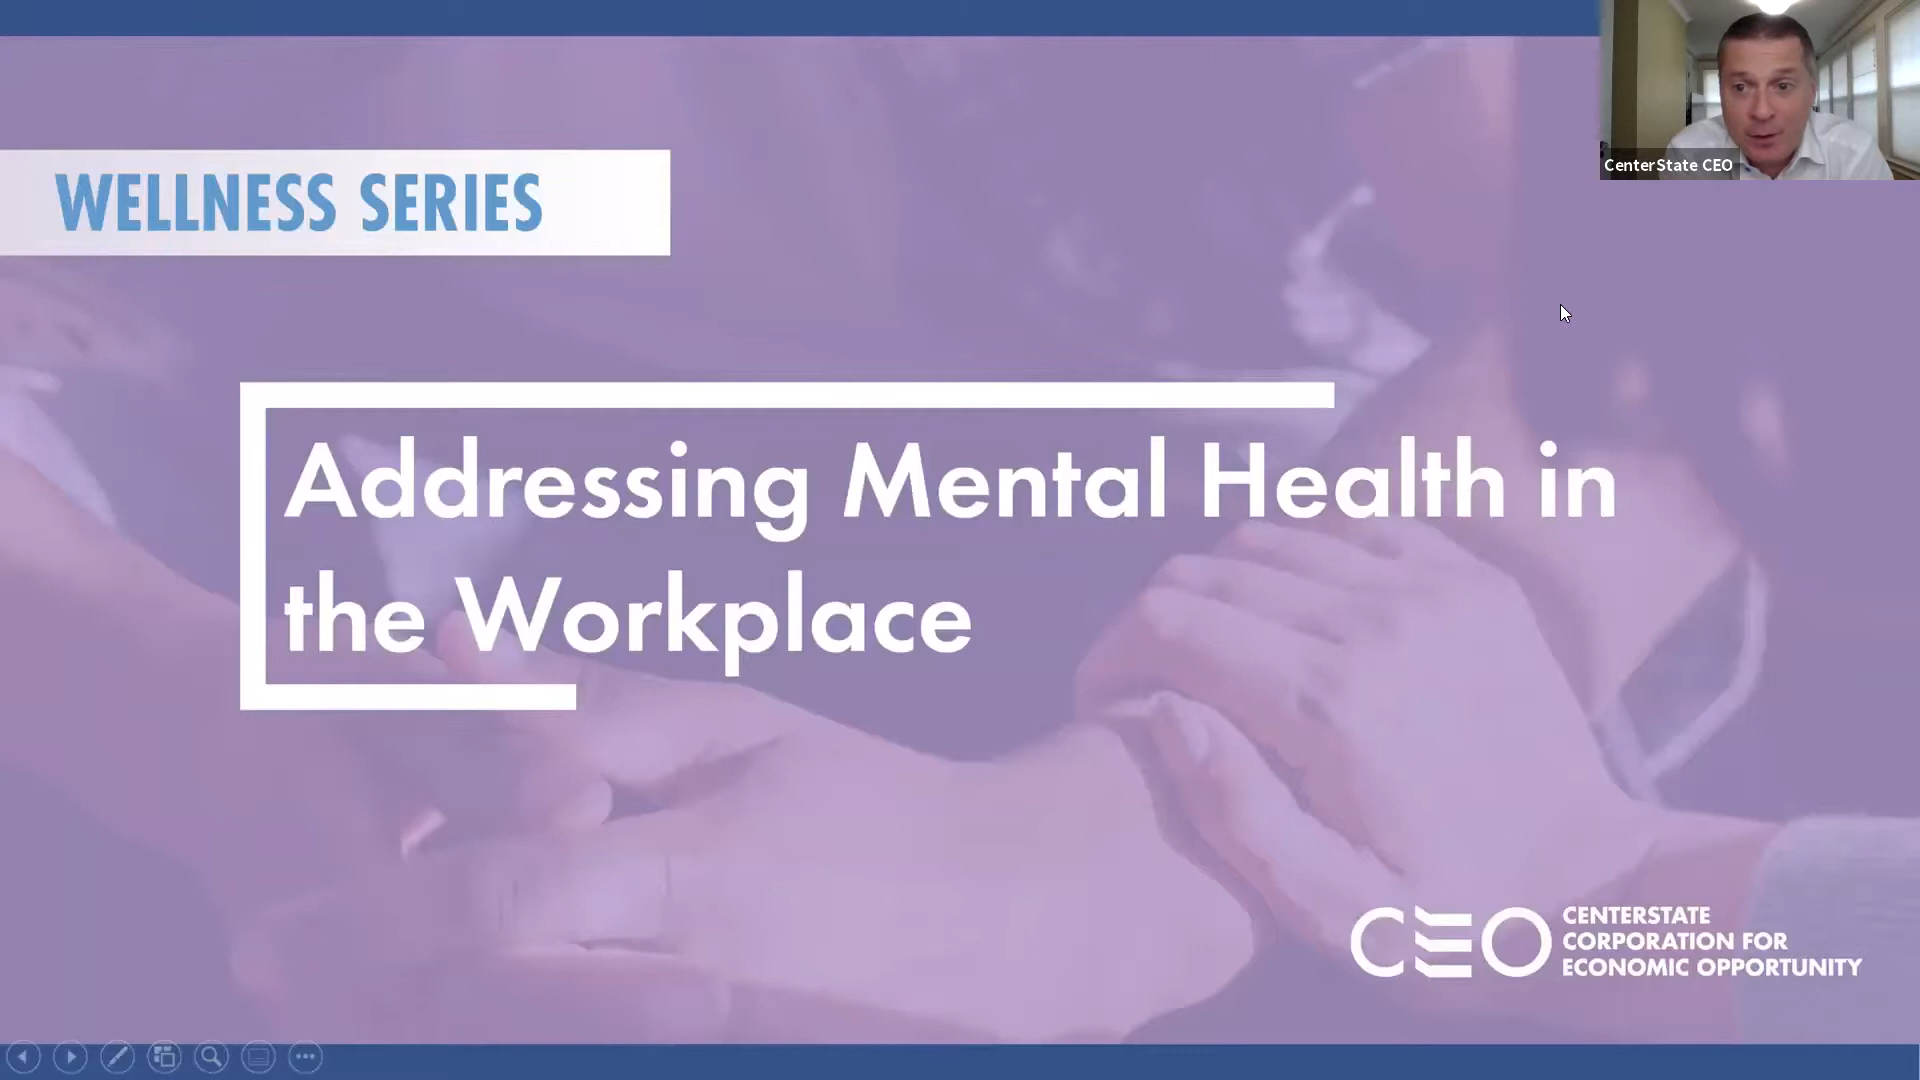 CenterState CEO
WELLNESS SERIES
Addressing Mental Health in
the Workplace
CEO
CENTERSTATE
CORPORATION FOR
ECONOMIC OPPORTUNITY